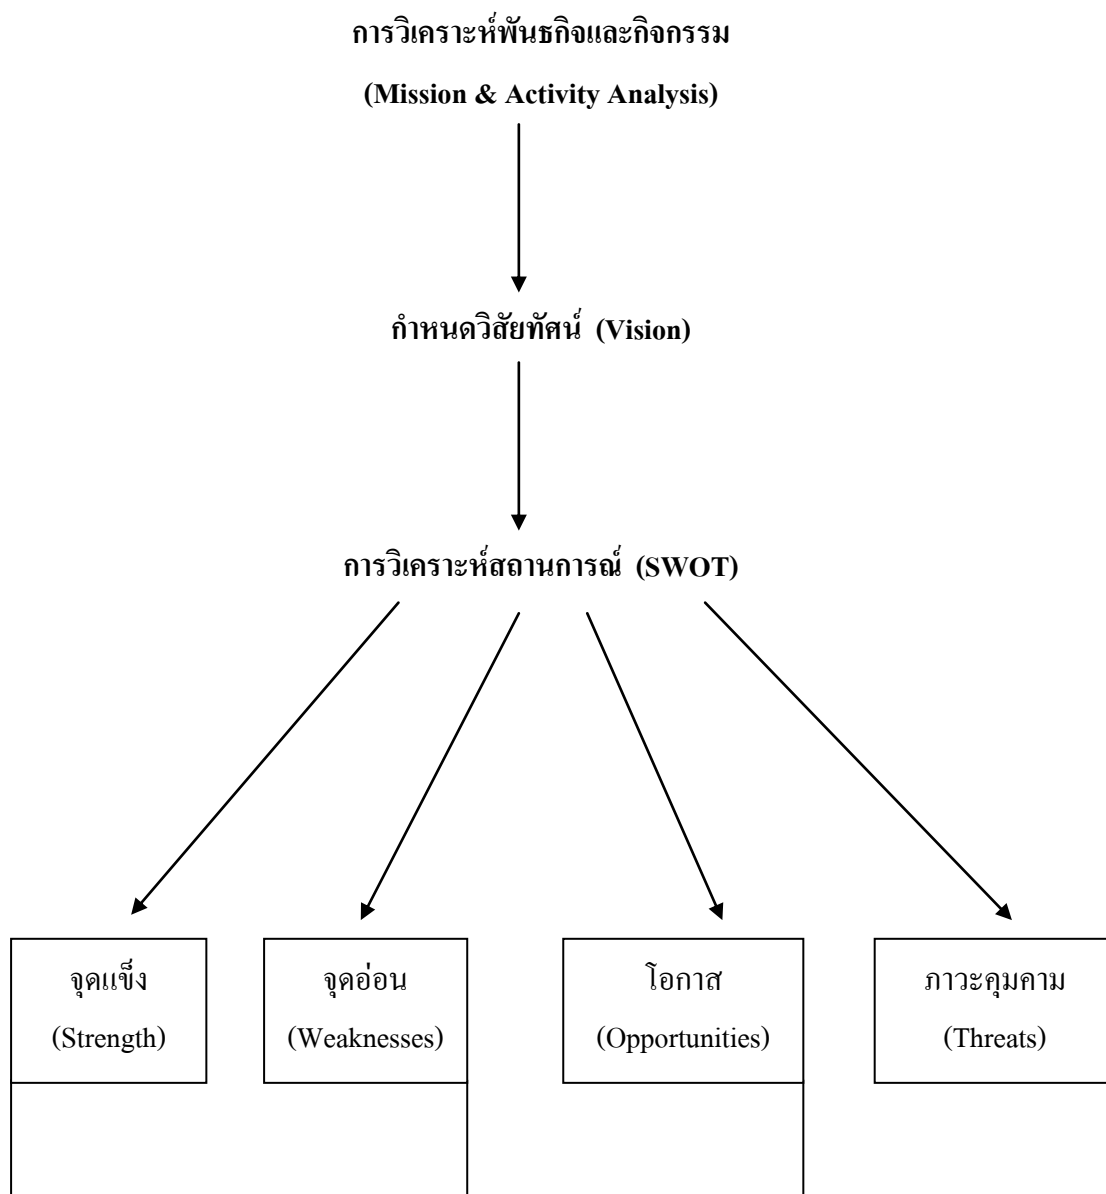 การวิเคราะห์พันธกิจและกิจกรรม
(Mission & Activity Analysis)
กำหนดวิสัยทัศน์ (Vision)
การวิเคราะห์สถานการณ์ (SWOT)
จุดแข็ง
(Strength)
จุดอ่อน
(Weaknesses)
โอกาส
(Opportunities)
ภาวะคุมคาม
(Threats)